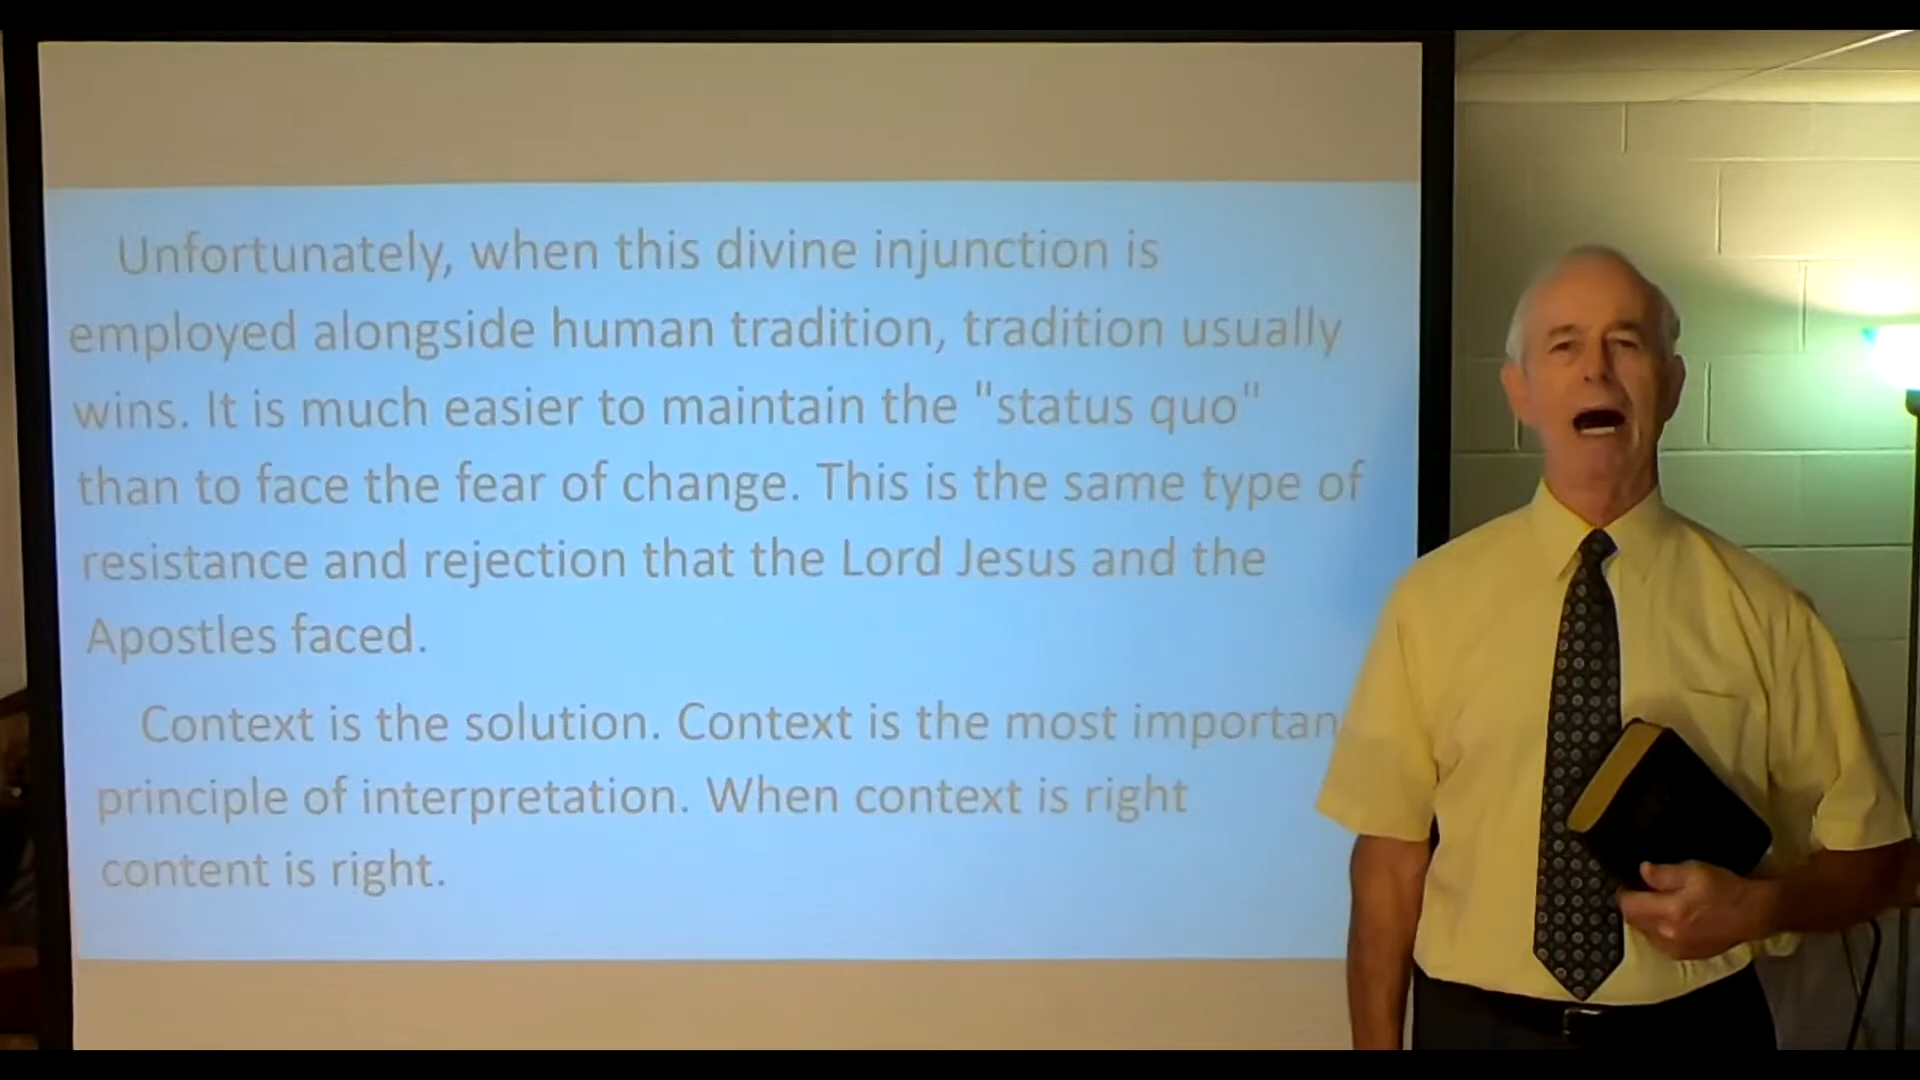 Unfortunately, when this divine injunction is
employed alongside human tradition, tradition usually
wins. It is much easier to maintain the "status quo"
than to face the fear of change. This is the same type of
resistance and rejection that the Lord Jesus and the
Apostles faced.
Context is the solution. Context is the most importan
principle of interpretation. When context is right
content is right.